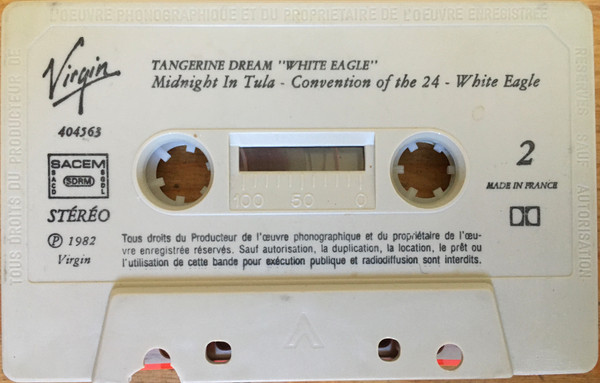 L'OEUVRE PHONOGRAPHIQUE ET DU PROPRIETAIRE DE L'OEUVRE ENREGISTREE
RESERVES SAUF AUTORISATION
TOUS DROITS DU PRODUCTEUR DE
Virgin
TANGERINE DREAM "WHITE EAGLE"
Midnight In Tula - Convention of the 24 - White Eagle
404563
SACEM
SACD
SDRM
SGDL
STÉRÉO
℗ 1982
Virgin
100 50 0
2
MADE IN FRANCE
Tous droits du Producteur de l'œuvre phonographique et du propriétaire de l'œu-
vre enregistrée réservés. Sauf autorisation, la duplication, la location, le prêt ou
l'utilisation de cette bande pour exécution publique et radiodiffusion sont interdits.